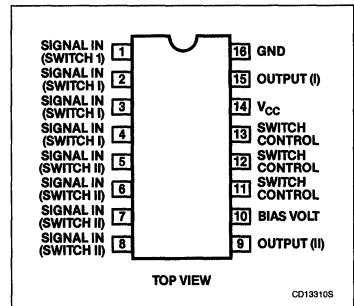 SIGNAL IN
(SWITCH 1) 1
SIGNAL IN
(SWITCH I) 2
SIGNAL IN
(SWITCH I) 3
SIGNAL IN
(SWITCH I) 4
SIGNAL IN
(SWITCH II) 5
SIGNAL IN
(SWITCH II) 6
SIGNAL IN
(SWITCH II) 7
SIGNAL IN
(SWITCH II) 8
16 GND
15 OUTPUT (I)
14 VCC
13 SWITCH
CONTROL
12 SWITCH
CONTROL
11 SWITCH
CONTROL
10 BIAS VOLT
9 OUTPUT (II)
TOP VIEW
CD13310S